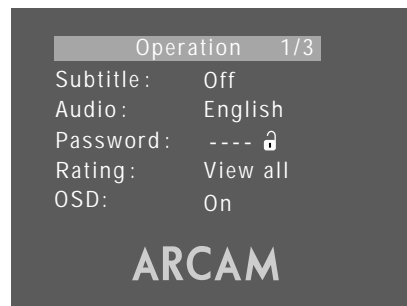 Operation 1/3
Subtitle: Off
Audio: English
Password: ----
Rating: View all
OSD: On
ARCAM